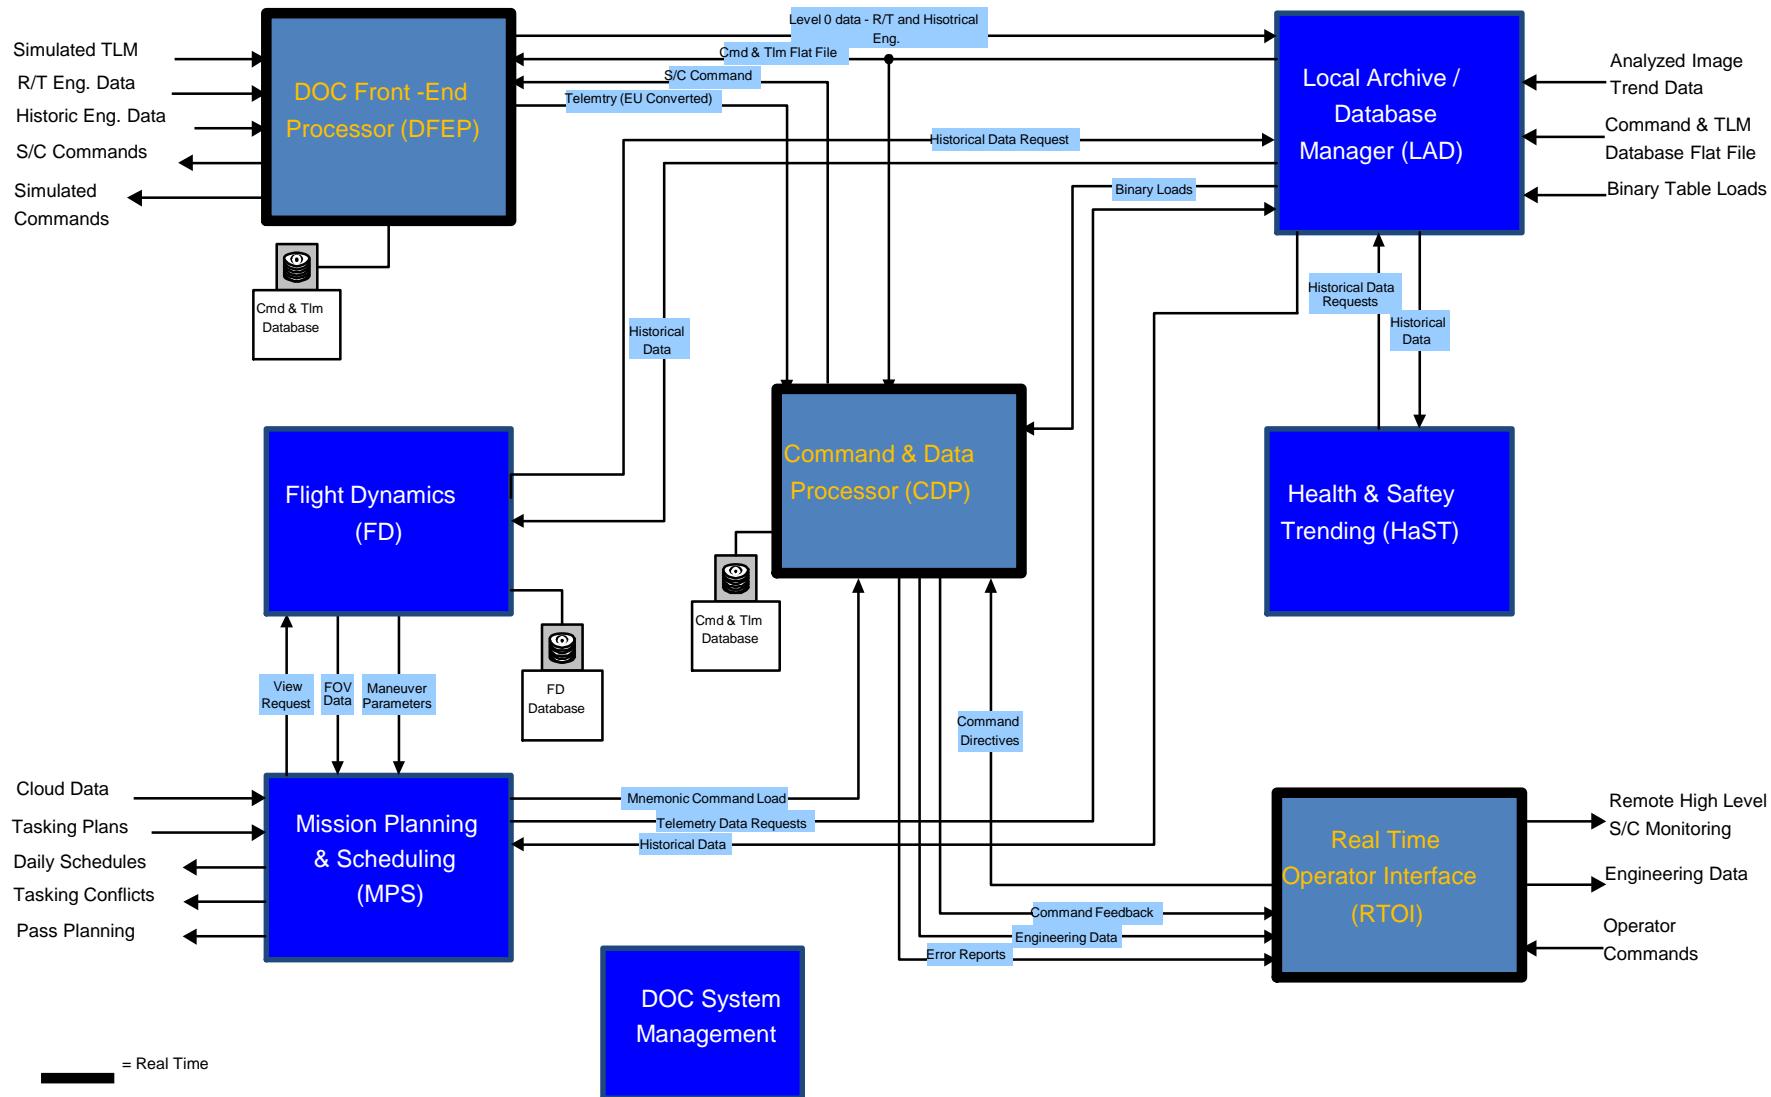 Simulated TLM
R/T Eng. Data
Historic Eng. Data
S/C Commands
Simulated
Commands
DOC Front -End
Processor (DFEP)
Cmd & Tlm
Database
Level 0 data - R/T and Hisotrical
Eng.
Cmd & Tlm Flat File
S/C Command
Telemtry (EU Converted)
Historical Data Request
Binary Loads
Local Archive /
Database
Manager (LAD)
Analyzed Image
Trend Data
Command & TLM
Database Flat File
Binary Table Loads
Historical
Data
Historical Data
Requests
Historical
Data
Flight Dynamics
(FD)
Command & Data
Processor (CDP)
Health & Saftey
Trending (HaST)
Cmd & Tlm
Database
FD
Database
View
Request
FOV
Data
Maneuver
Parameters
Command
Directives
Cloud Data
Tasking Plans
Daily Schedules
Tasking Conflicts
Pass Planning
Mission Planning
& Scheduling
(MPS)
Mnemonic Command Load
Telemetry Data Requests
Historical Data
Command Feedback
Engineering Data
Error Reports
Real Time
Operator Interface
(RTOI)
Remote High Level
S/C Monitoring
Engineering Data
Operator
Commands
DOC System
Management
= Real Time